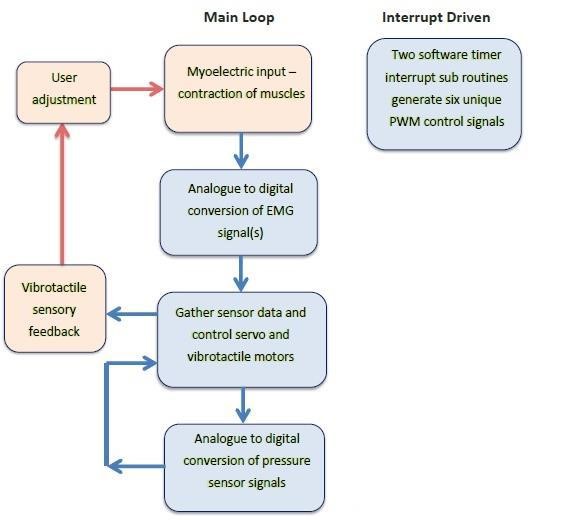 Main Loop
Interrupt Driven
User
adjustment
Myoelectric input –
contraction of muscles
Two software timer
interrupt sub routines
generate six unique
PWM control signals
Analogue to digital
conversion of EMG
signal(s)
Vibrotactile
sensory
feedback
Gather sensor data and
control servo and
vibrotactile motors
Analogue to digital
conversion of pressure
sensor signals